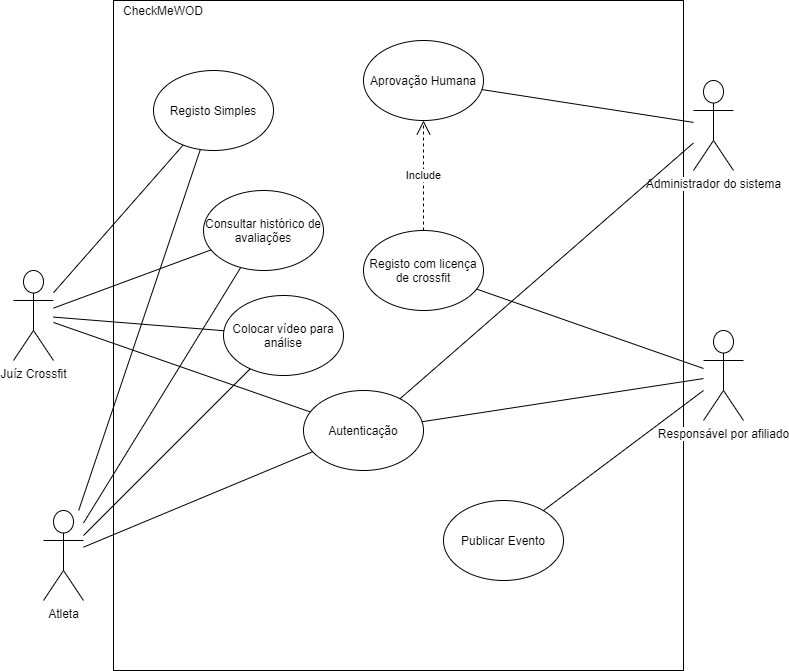 CheckMeWOD
Aprovação Humana
Registo Simples
Include
Administrador do sistema
Consultar histórico de
avaliações
Registo com licença
de crossfit
Colocar vídeo para
análise
Juíz Crossfit
Autenticação
Responsável por afiliado
Publicar Evento
Atleta